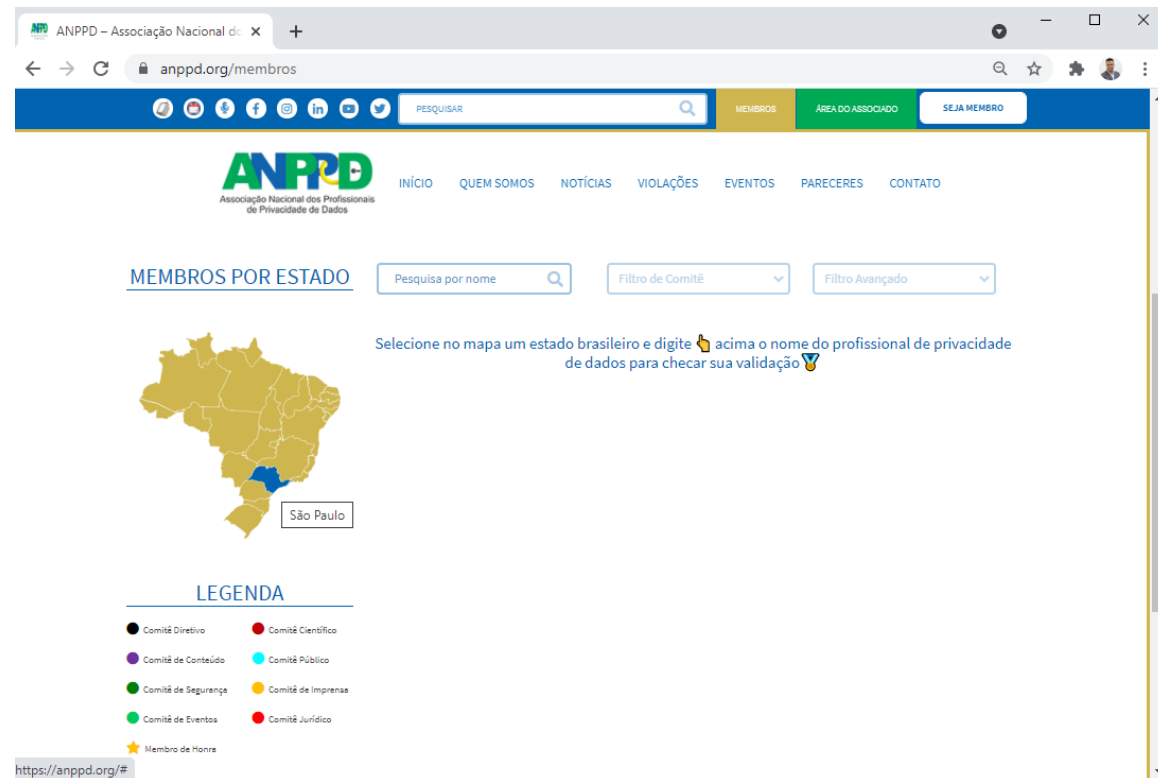 ANPPD – Associação Nacional do
anppd.org/membros
PESQUISAR
MEMBROS
ÁREA DO ASSOCIADO
SEJA MEMBRO
ANPPD
Associação Nacional dos Profissionais
de Privacidade de Dados
INÍCIO QUEM SOMOS NOTÍCIAS VIOLAÇÕES EVENTOS PARECERES CONTATO
MEMBROS POR ESTADO
Pesquisa por nome
Filtro de Comitê
Filtro Avançado
Selecione no mapa um estado brasileiro e digite 👆 acima o nome do profissional de privacidade
de dados para checar sua validação🏅
São Paulo
LEGENDA
Comitê Diretivo Comitê Científico
Comitê de Conteúdo Comitê Público
Comitê de Segurança Comitê de Imprensa
Comitê de Eventos Comitê Jurídico
Membro de Honra
https://anppd.org/#